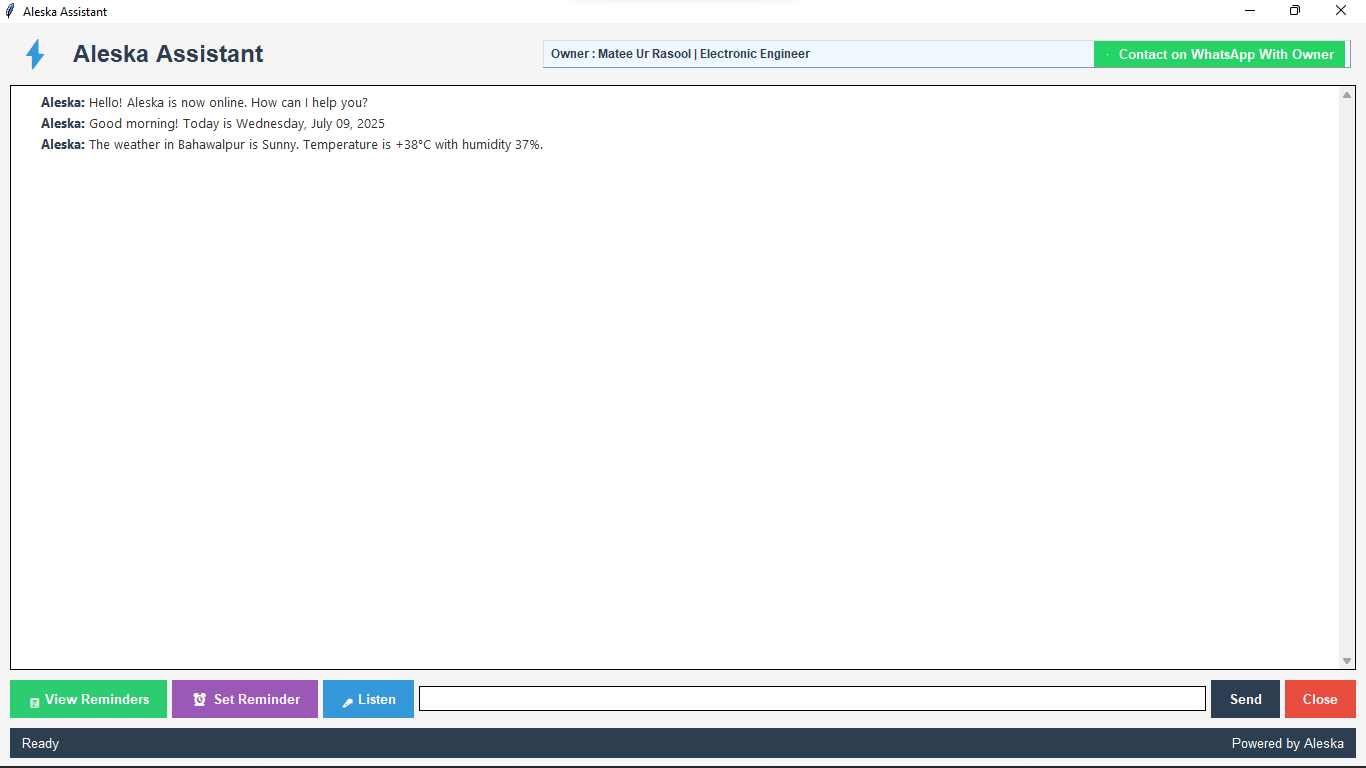 Aleska Assistant
Aleska Assistant
Owner : Matee Ur Rasool | Electronic Engineer
Contact on WhatsApp With Owner
Aleska: Hello! Aleska is now online. How can I help you?
Aleska: Good morning! Today is Wednesday, July 09, 2025
Aleska: The weather in Bahawalpur is Sunny. Temperature is +38°C with humidity 37%.
View Reminders
Set Reminder
Listen
Send
Close
Ready
Powered by Aleska